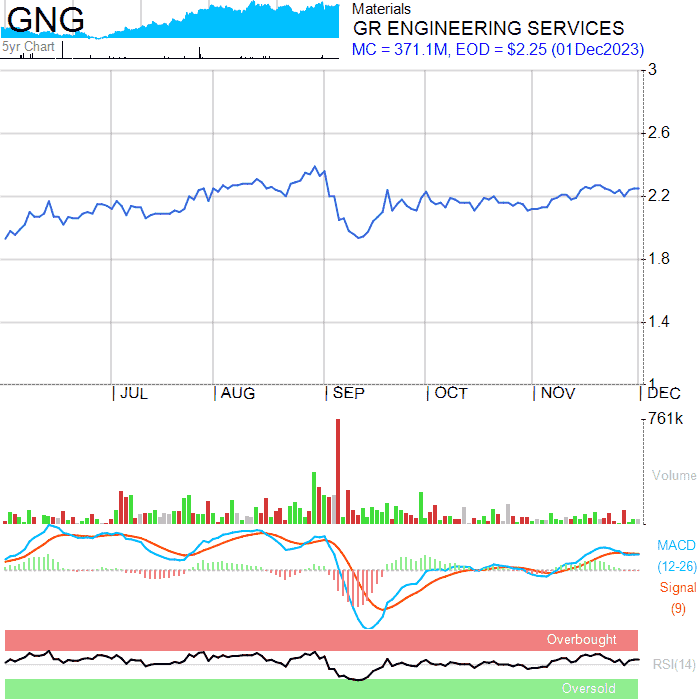 GNG
5yr Chart
Materials
GR ENGINEERING SERVICES
MC = 371.1M, EOD = $2.25 (01Dec2023)
3
2.6
2.2
1.8
1.4
1
JUL
AUG
SEP
OCT
NOV
DEC
761k
Volume
MACD
(12-26)
Signal
(9)
Overbought
RSI(14)
Oversold